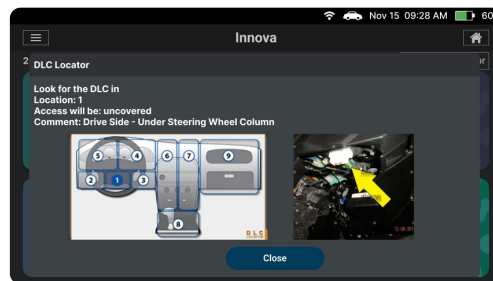 Nov 15 09:28 AM 60
Innova
2
or
DLC Locator
Look for the DLC in
Location: 1
Access will be: uncovered
Comment: Drive Side - Under Steering Wheel Column
5 4 6 7 9
2 1 3
8
DLC
Close